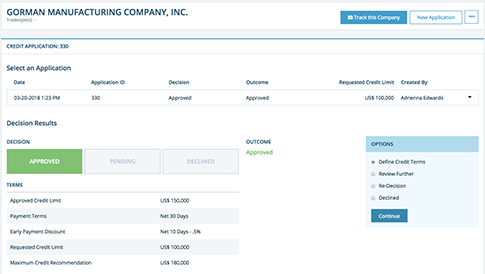 GORMAN MANUFACTURING COMPANY, INC.
Tradestyle(s) -
Track this Company
New Application
CREDIT APPLICATION: 330
Select an Application
Date Application ID Decision Outcome Requested Credit Limit Created By
03-20-2018 1:23 PM 330 Approved Approved US$ 100,000 Adrienna Edwards
Decision Results
DECISION
OUTCOME
OPTIONS
APPROVED PENDING DECLINED
Approved
Define Credit Terms
Review Further
Re-Decision
Declined
Continue
TERMS
Approved Credit Limit US$ 150,000
Payment Terms Net 30 Days
Early Payment Discount Net 10 Days - .5%
Requested Credit Limit US$ 100,000
Maximum Credit Recommendation US$ 180,000